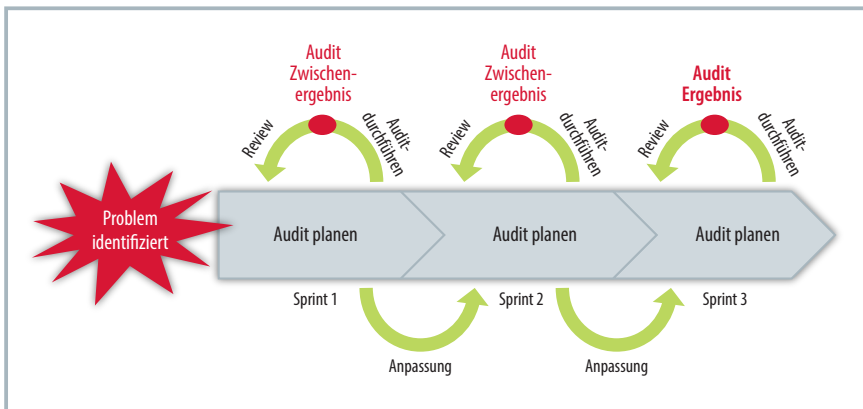 Audit
Zwischen-
ergebnis
Review
Audit-
durchführen
Audit
Zwischen-
ergebnis
Review
Audit-
durchführen
Audit
Ergebnis
Review
Audit-
durchführen
Problem
identifiziert
Audit planen
Audit planen
Audit planen
Sprint 1
Sprint 2
Sprint 3
Anpassung
Anpassung